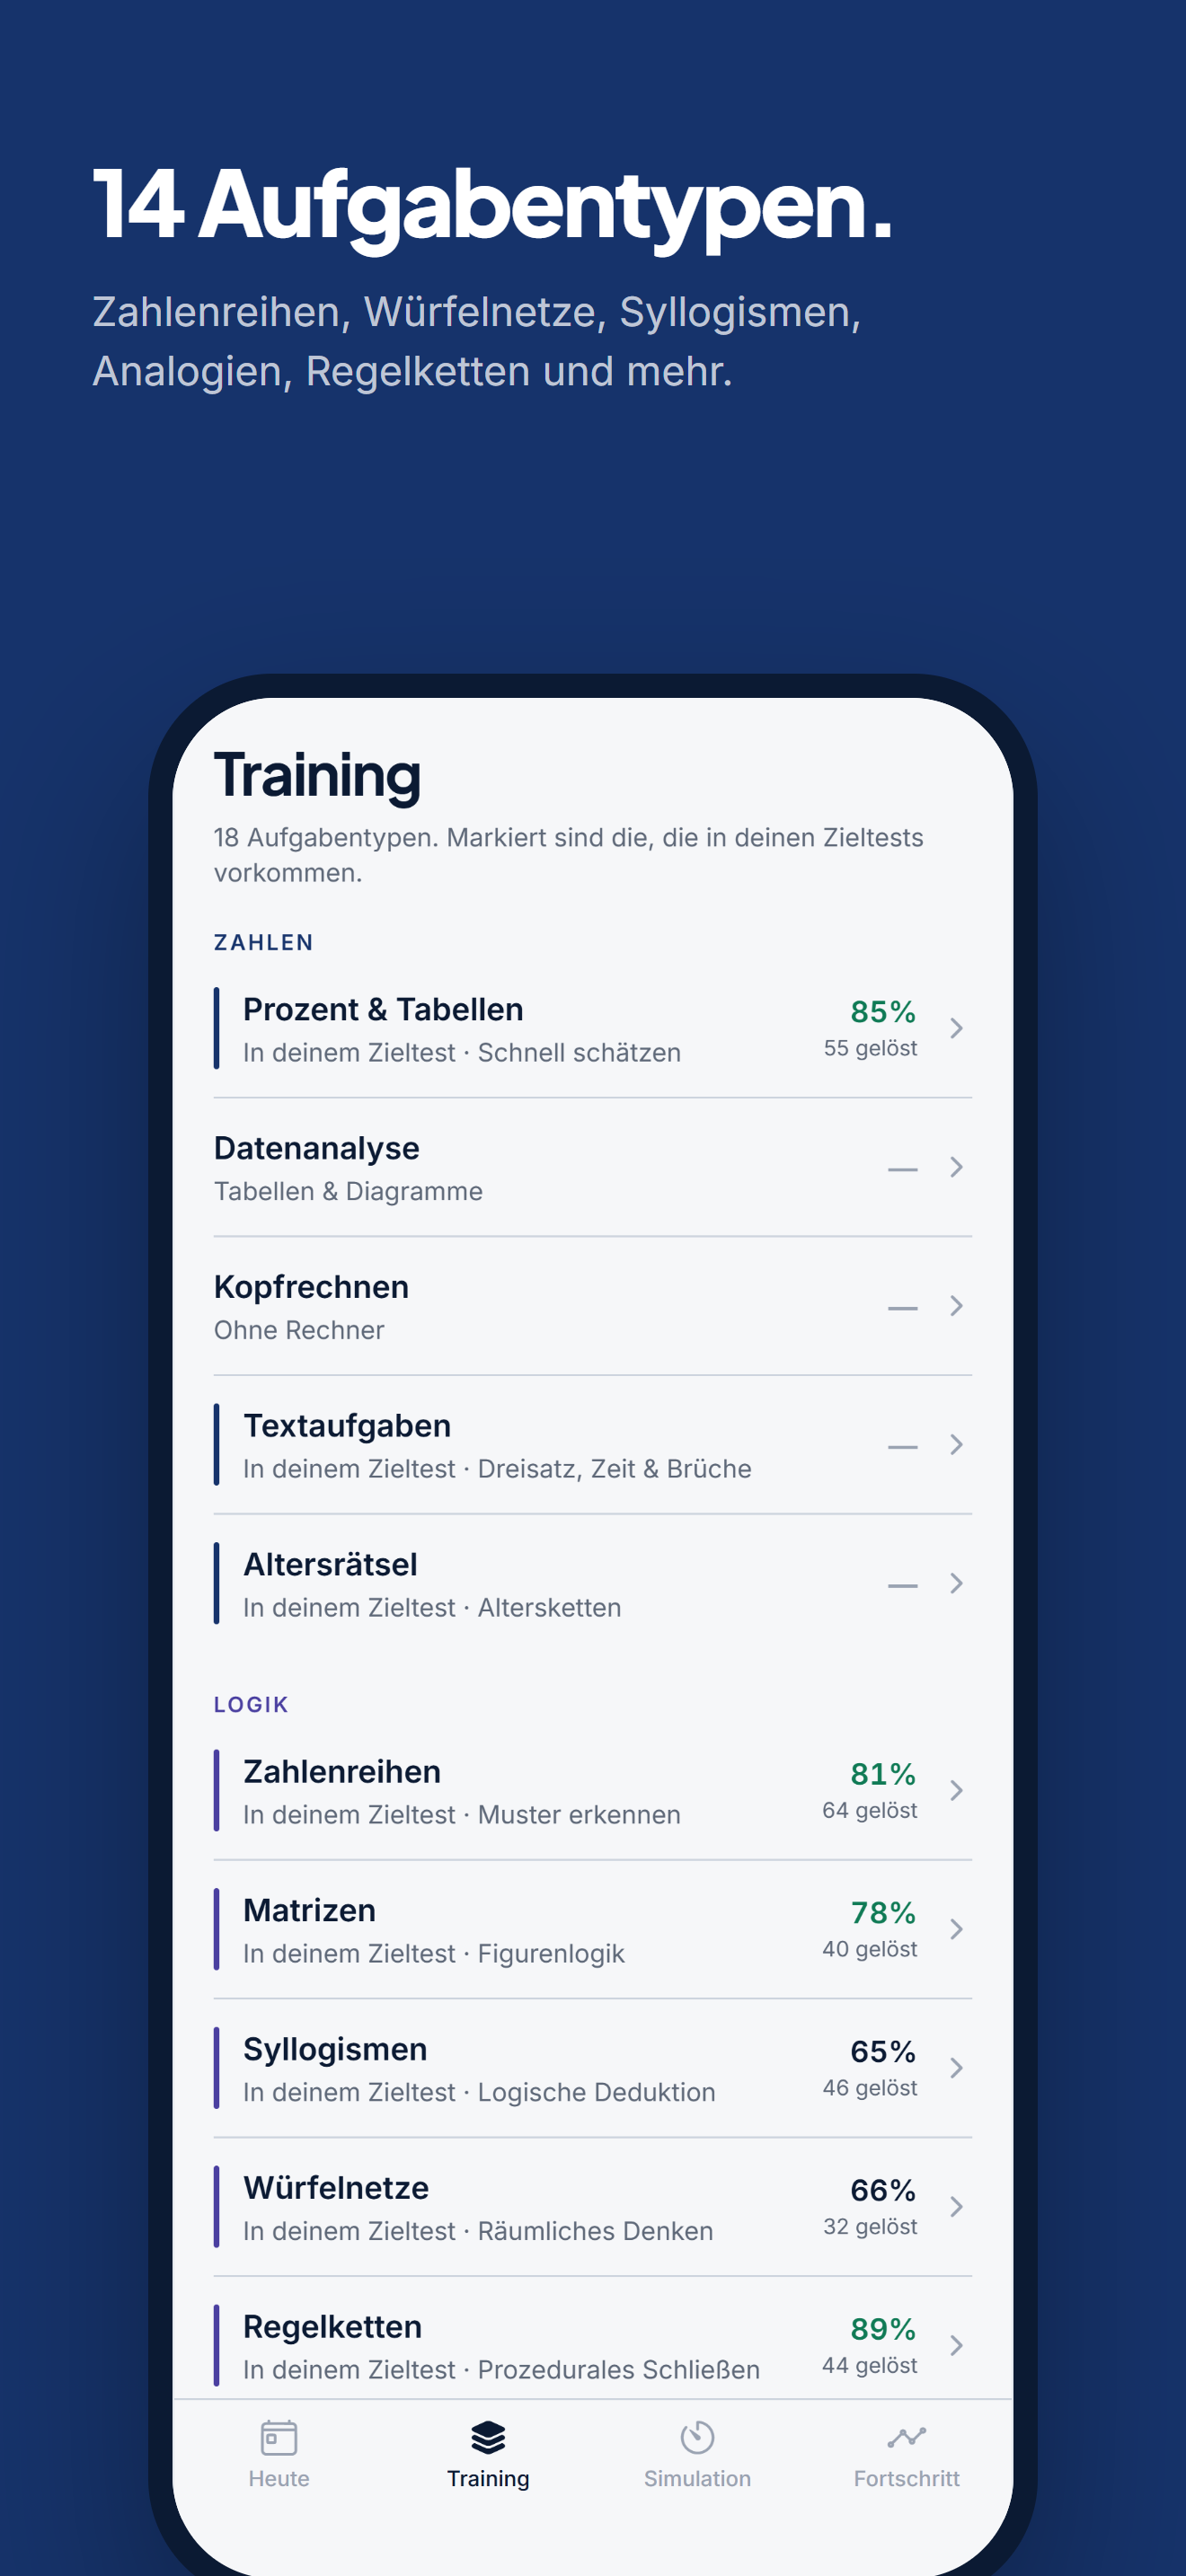 14 Aufgabentypen.
Zahlenreihen, Würfelnetze, Syllogismen,
Analogien, Regelketten und mehr.
Training
18 Aufgabentypen. Markiert sind die, die in deinen Zieltests
vorkommen.
ZAHLEN
Prozent & Tabellen
In deinem Zieltest · Schnell schätzen
85%
55 gelöst
Datenanalyse
Tabellen & Diagramme
—
Kopfrechnen
Ohne Rechner
—
Textaufgaben
In deinem Zieltest · Dreisatz, Zeit & Brüche
—
Altersrätsel
In deinem Zieltest · Altersketten
—
LOGIK
Zahlenreihen
In deinem Zieltest · Muster erkennen
81%
64 gelöst
Matrizen
In deinem Zieltest · Figurenlogik
78%
40 gelöst
Syllogismen
In deinem Zieltest · Logische Deduktion
65%
46 gelöst
Würfelnetze
In deinem Zieltest · Räumliches Denken
66%
32 gelöst
Regelketten
In deinem Zieltest · Prozedurales Schließen
89%
44 gelöst
Heute
Training
Simulation
Fortschritt